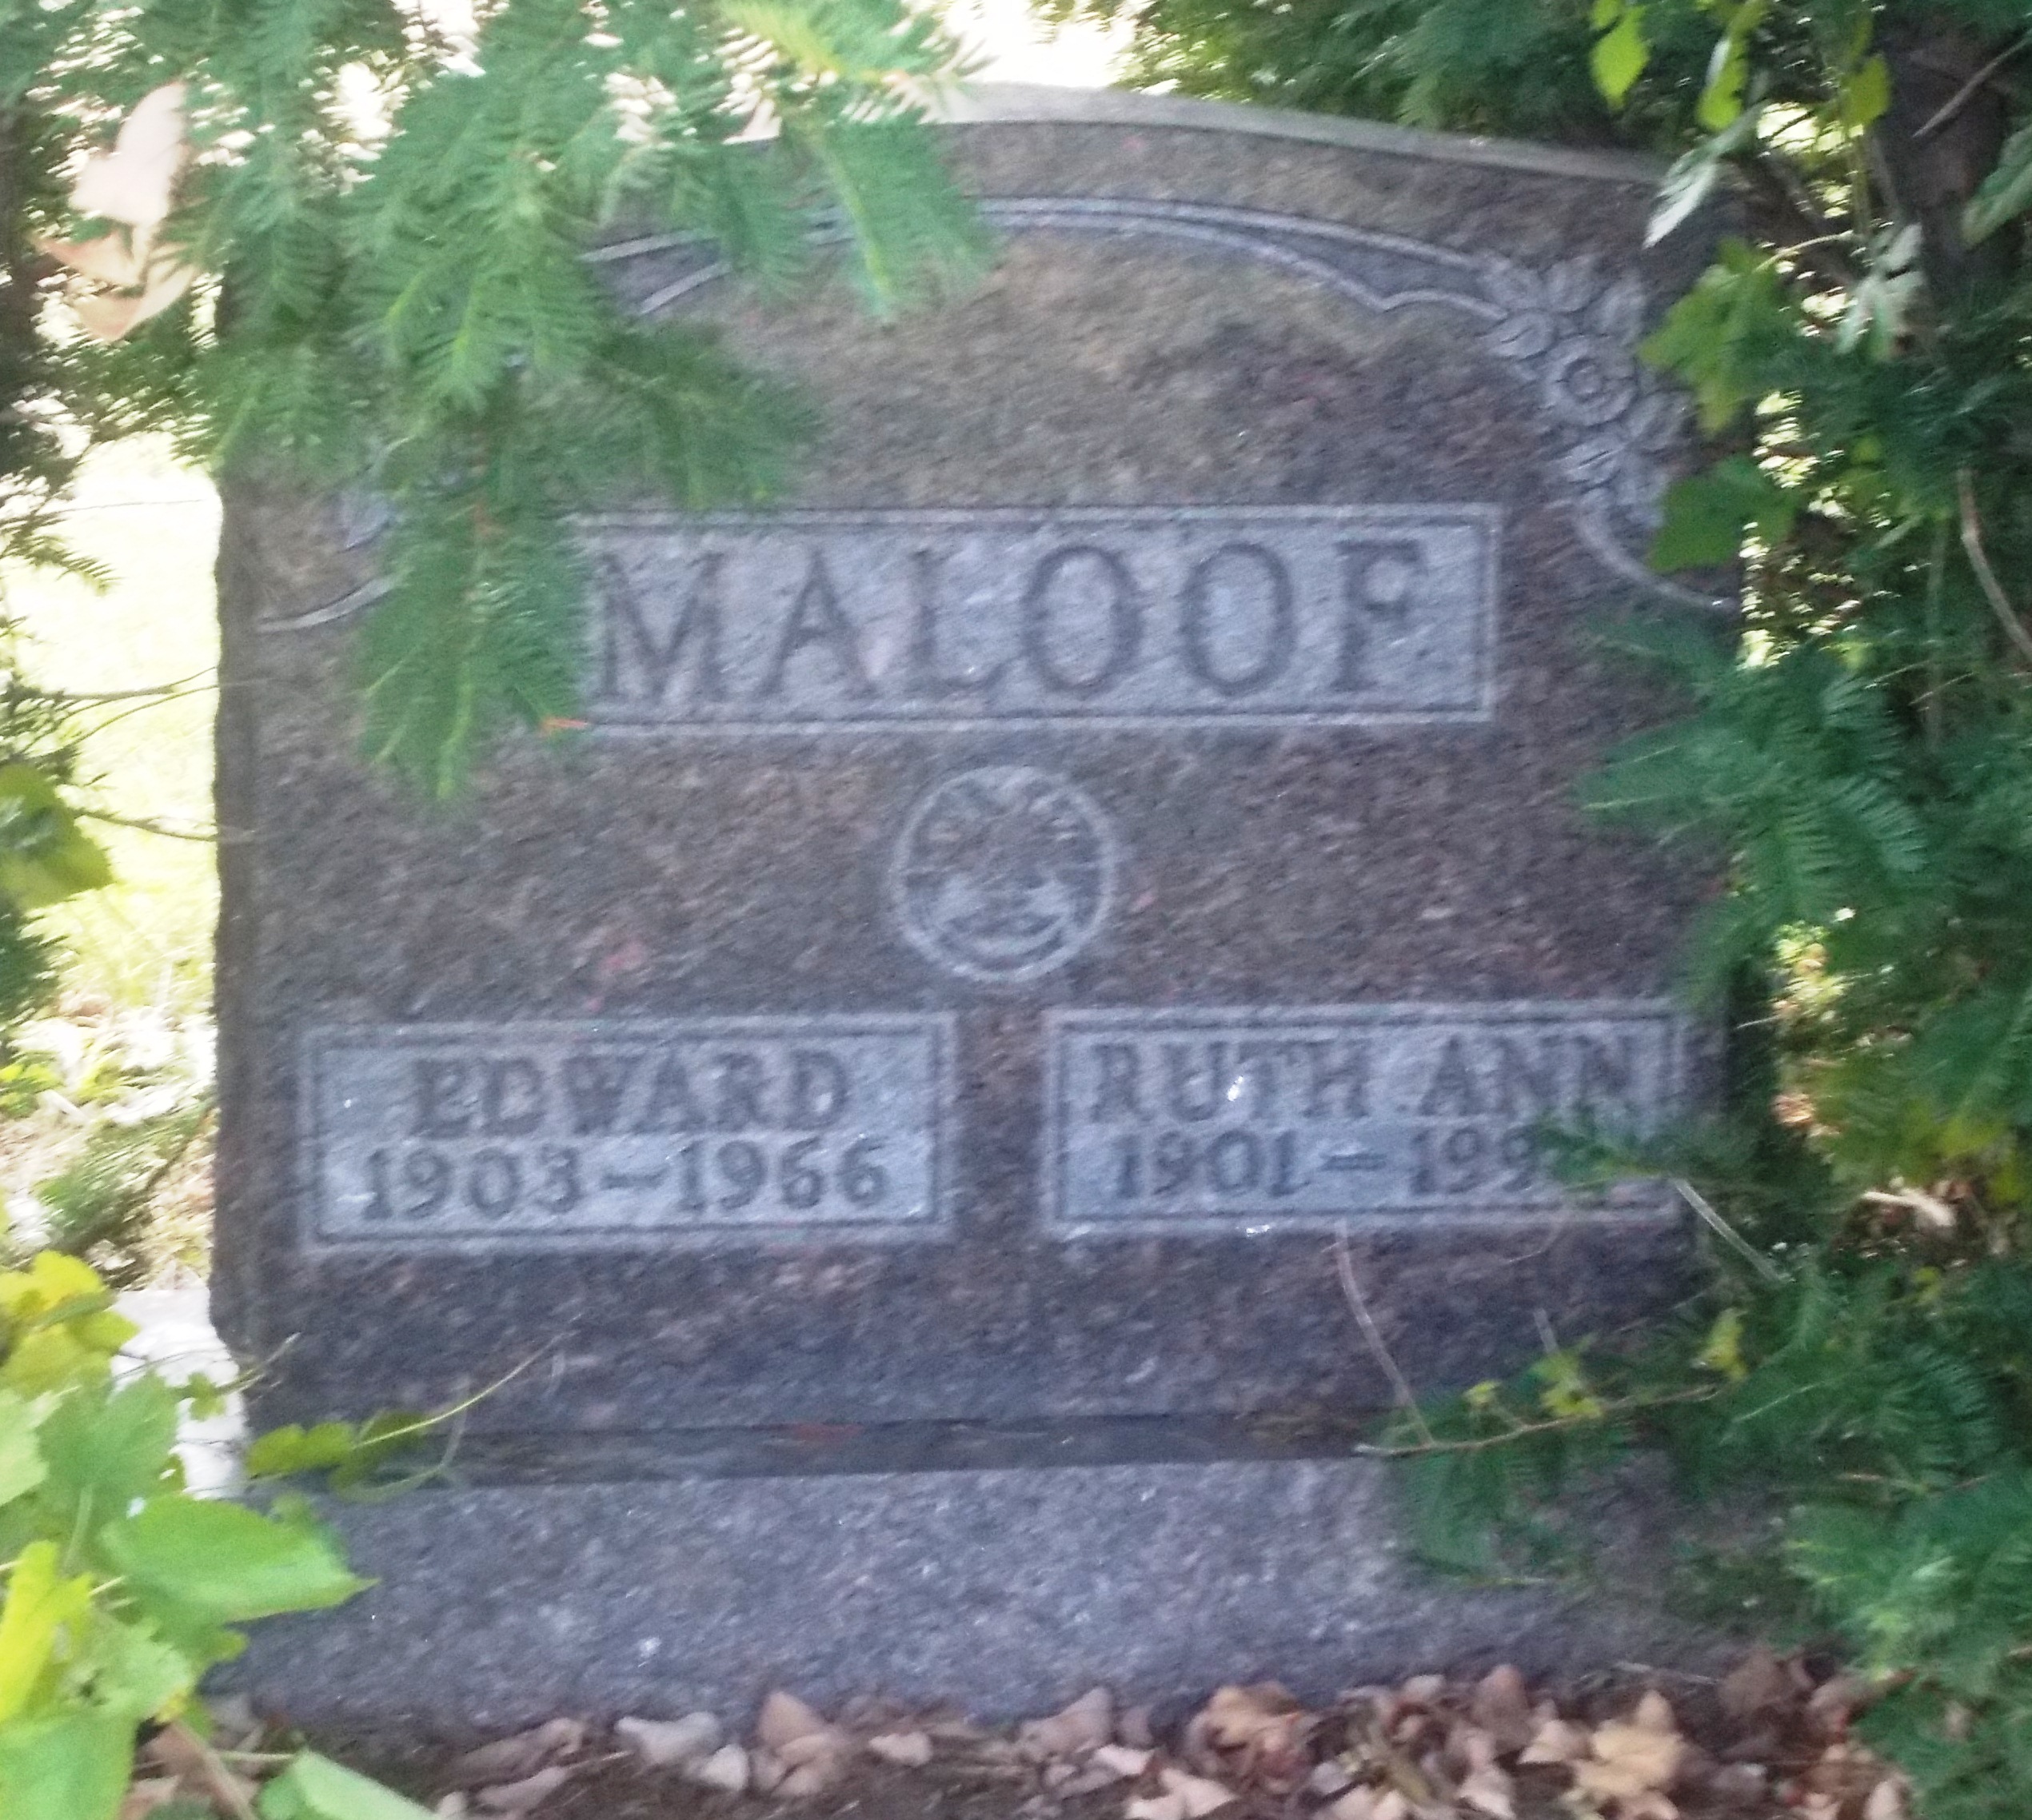 MALOOF
EDWARD
1903-1966
RUTH ANN
1901-